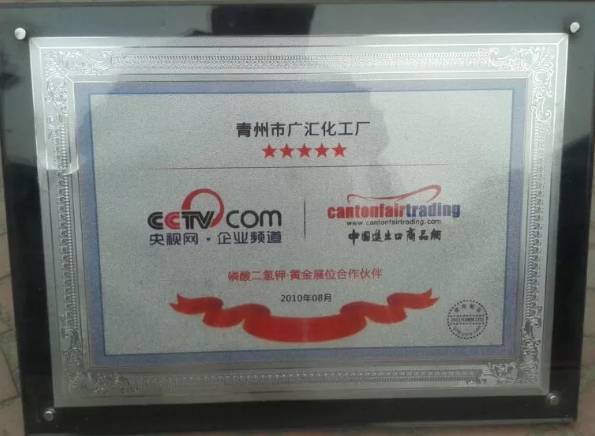 青州市广汇化工厂
CCTV.com
央视网·企业频道
cantonfairtrading
www.cantonfairtrading.com
中国进出口商品网
磷酸二氢钾·黄金展位合作伙伴
2010年08月